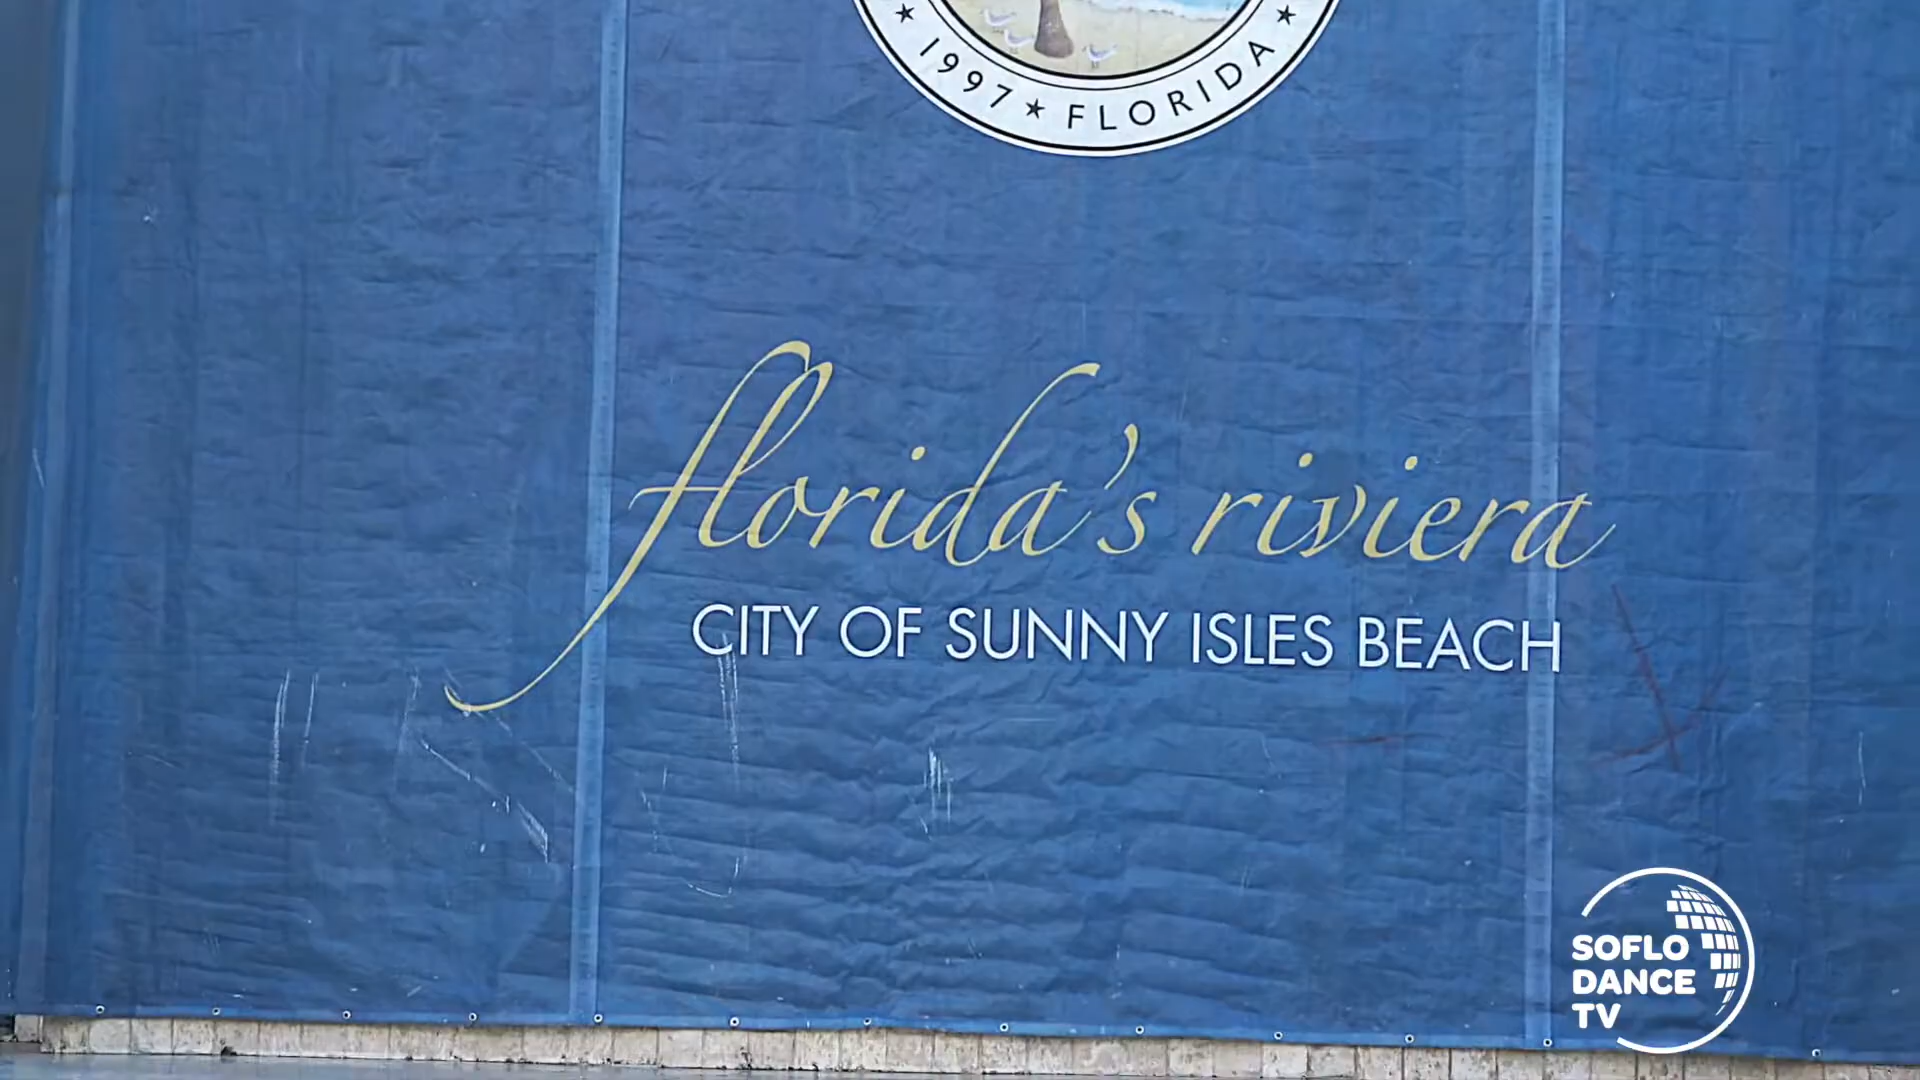 ★ 1997 ★ FLORIDA ★
florida's riviera
CITY OF SUNNY ISLES BEACH
SOFLO
DANCE
TV